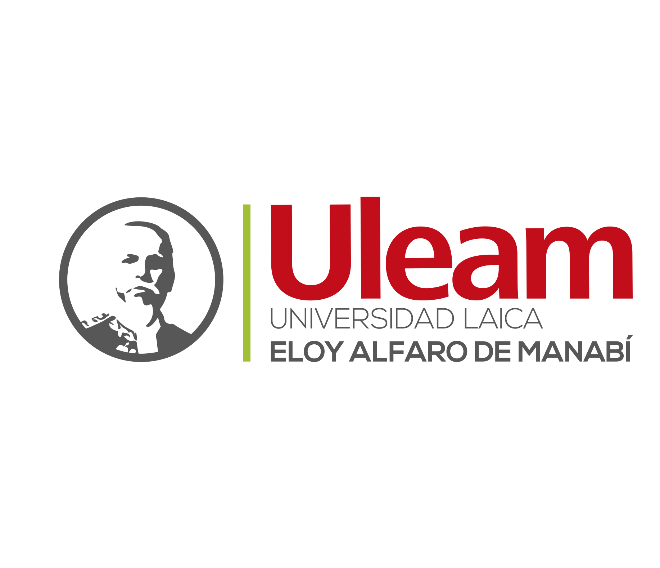 Uleam
UNIVERSIDAD LAICA
ELOY ALFARO DE MANABÍ